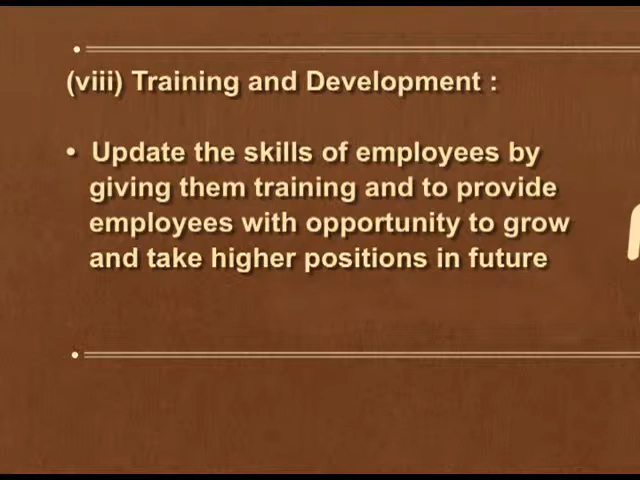 (viii) Training and Development :
• Update the skills of employees by
giving them training and to provide
employees with opportunity to grow
and take higher positions in future